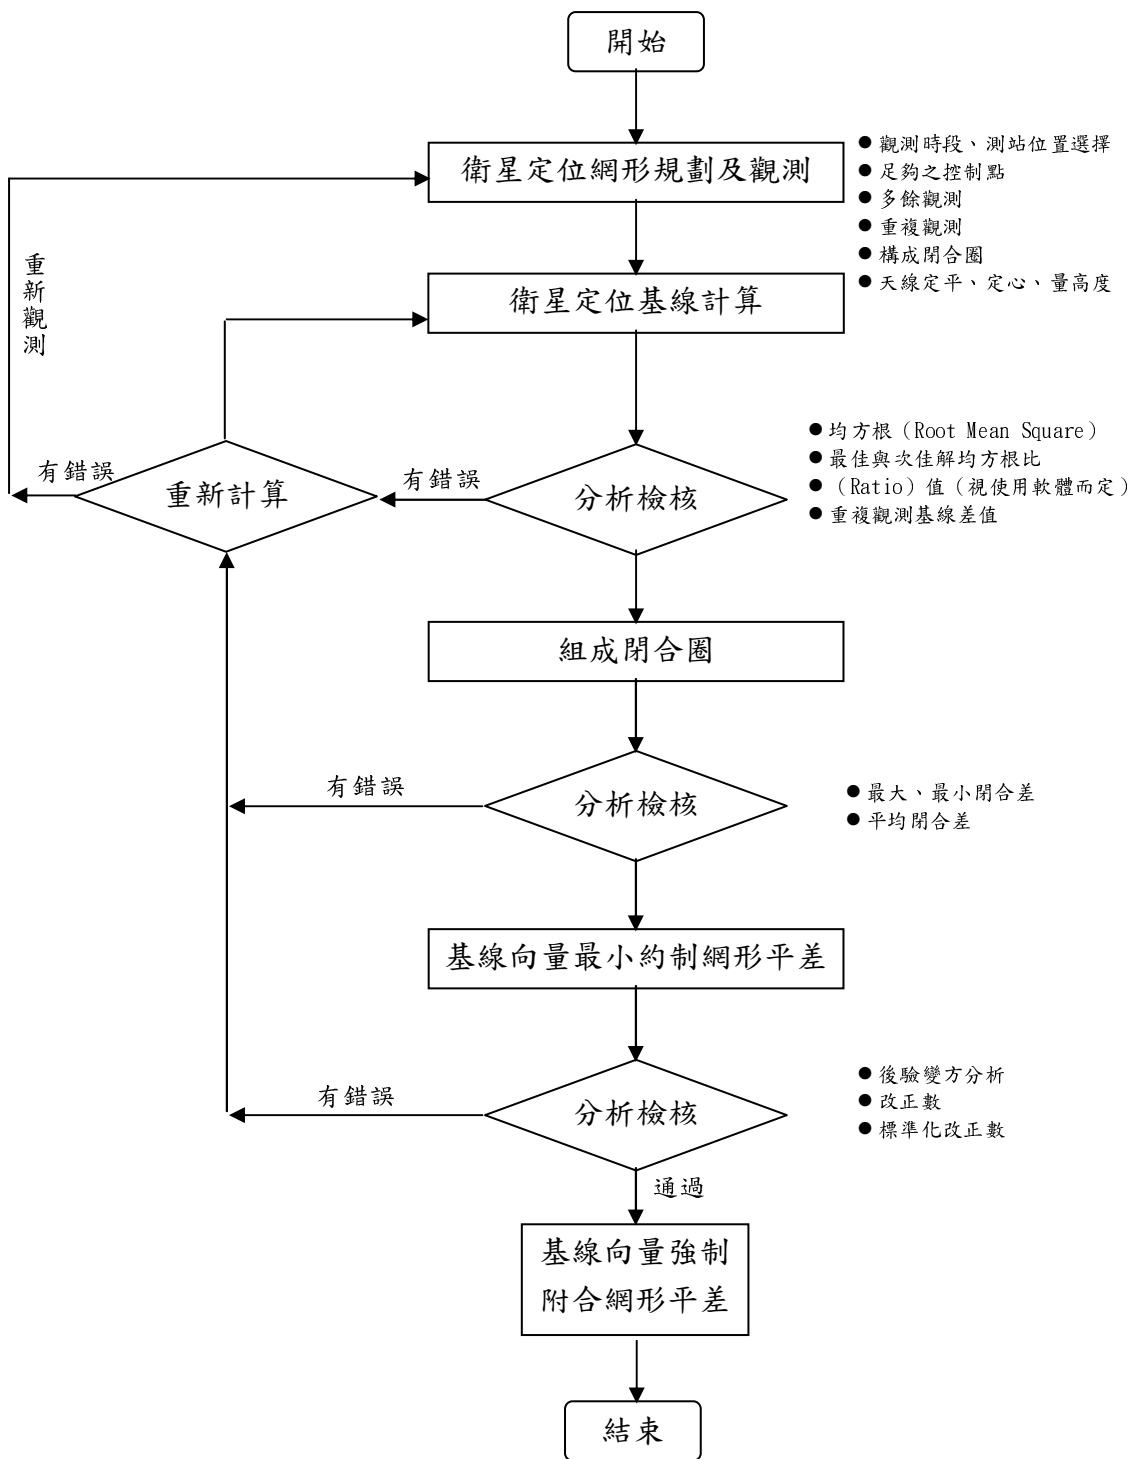 開始
衛星定位網形規劃及觀測
● 觀測時段、測站位置選擇
● 足夠之控制點
● 多餘觀測
● 重複觀測
● 構成閉合圈
● 天線定平、定心、量高度
重新觀測
衛星定位基線計算
● 均方根（Root Mean Square）
● 最佳與次佳解均方根比
● （Ratio）值（視使用軟體而定）
● 重複觀測基線差值
有錯誤
重新計算
有錯誤
分析檢核
組成閉合圈
有錯誤
分析檢核
● 最大、最小閉合差
● 平均閉合差
基線向量最小約制網形平差
有錯誤
分析檢核
● 後驗變方分析
● 改正數
● 標準化改正數
通過
基線向量強制
附合網形平差
結束